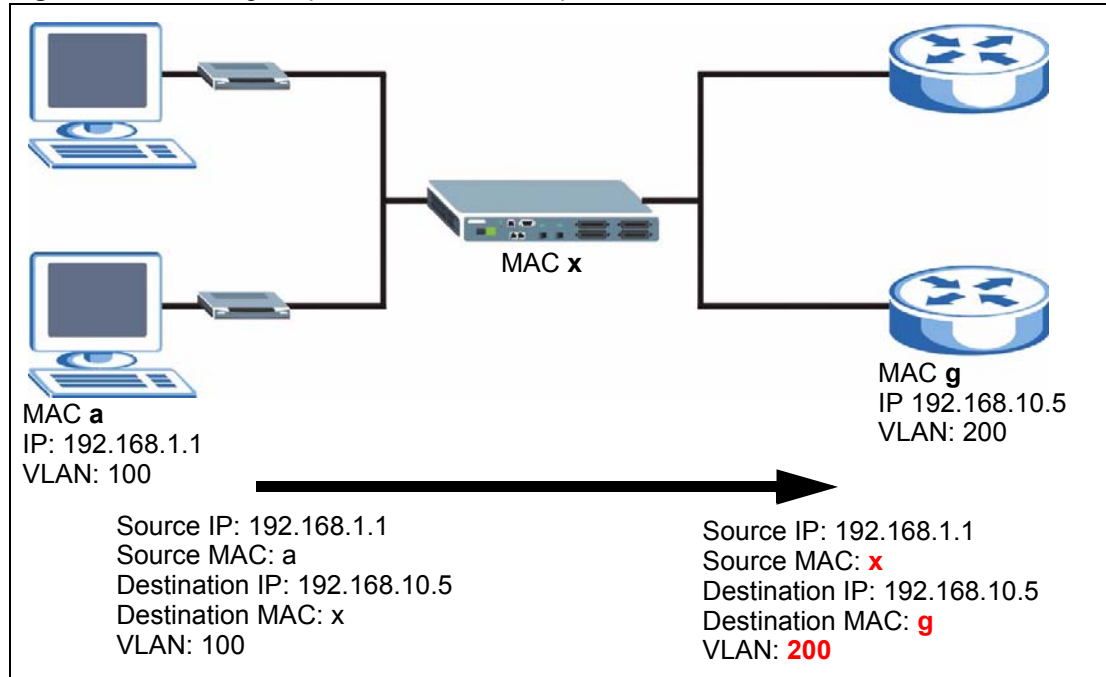 MAC x
MAC a
IP: 192.168.1.1
VLAN: 100
MAC g
IP 192.168.10.5
VLAN: 200
Source IP: 192.168.1.1
Source MAC: a
Destination IP: 192.168.10.5
Destination MAC: x
VLAN: 100
Source IP: 192.168.1.1
Source MAC: x
Destination IP: 192.168.10.5
Destination MAC: g
VLAN: 200